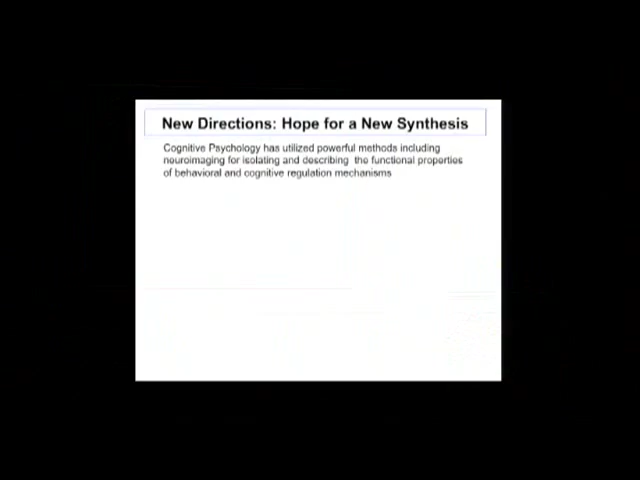 New Directions: Hope for a New Synthesis
Cognitive Psychology has utilized powerful methods including
neuroimaging for isolating and describing the functional properties
of behavioral and cognitive regulation mechanisms